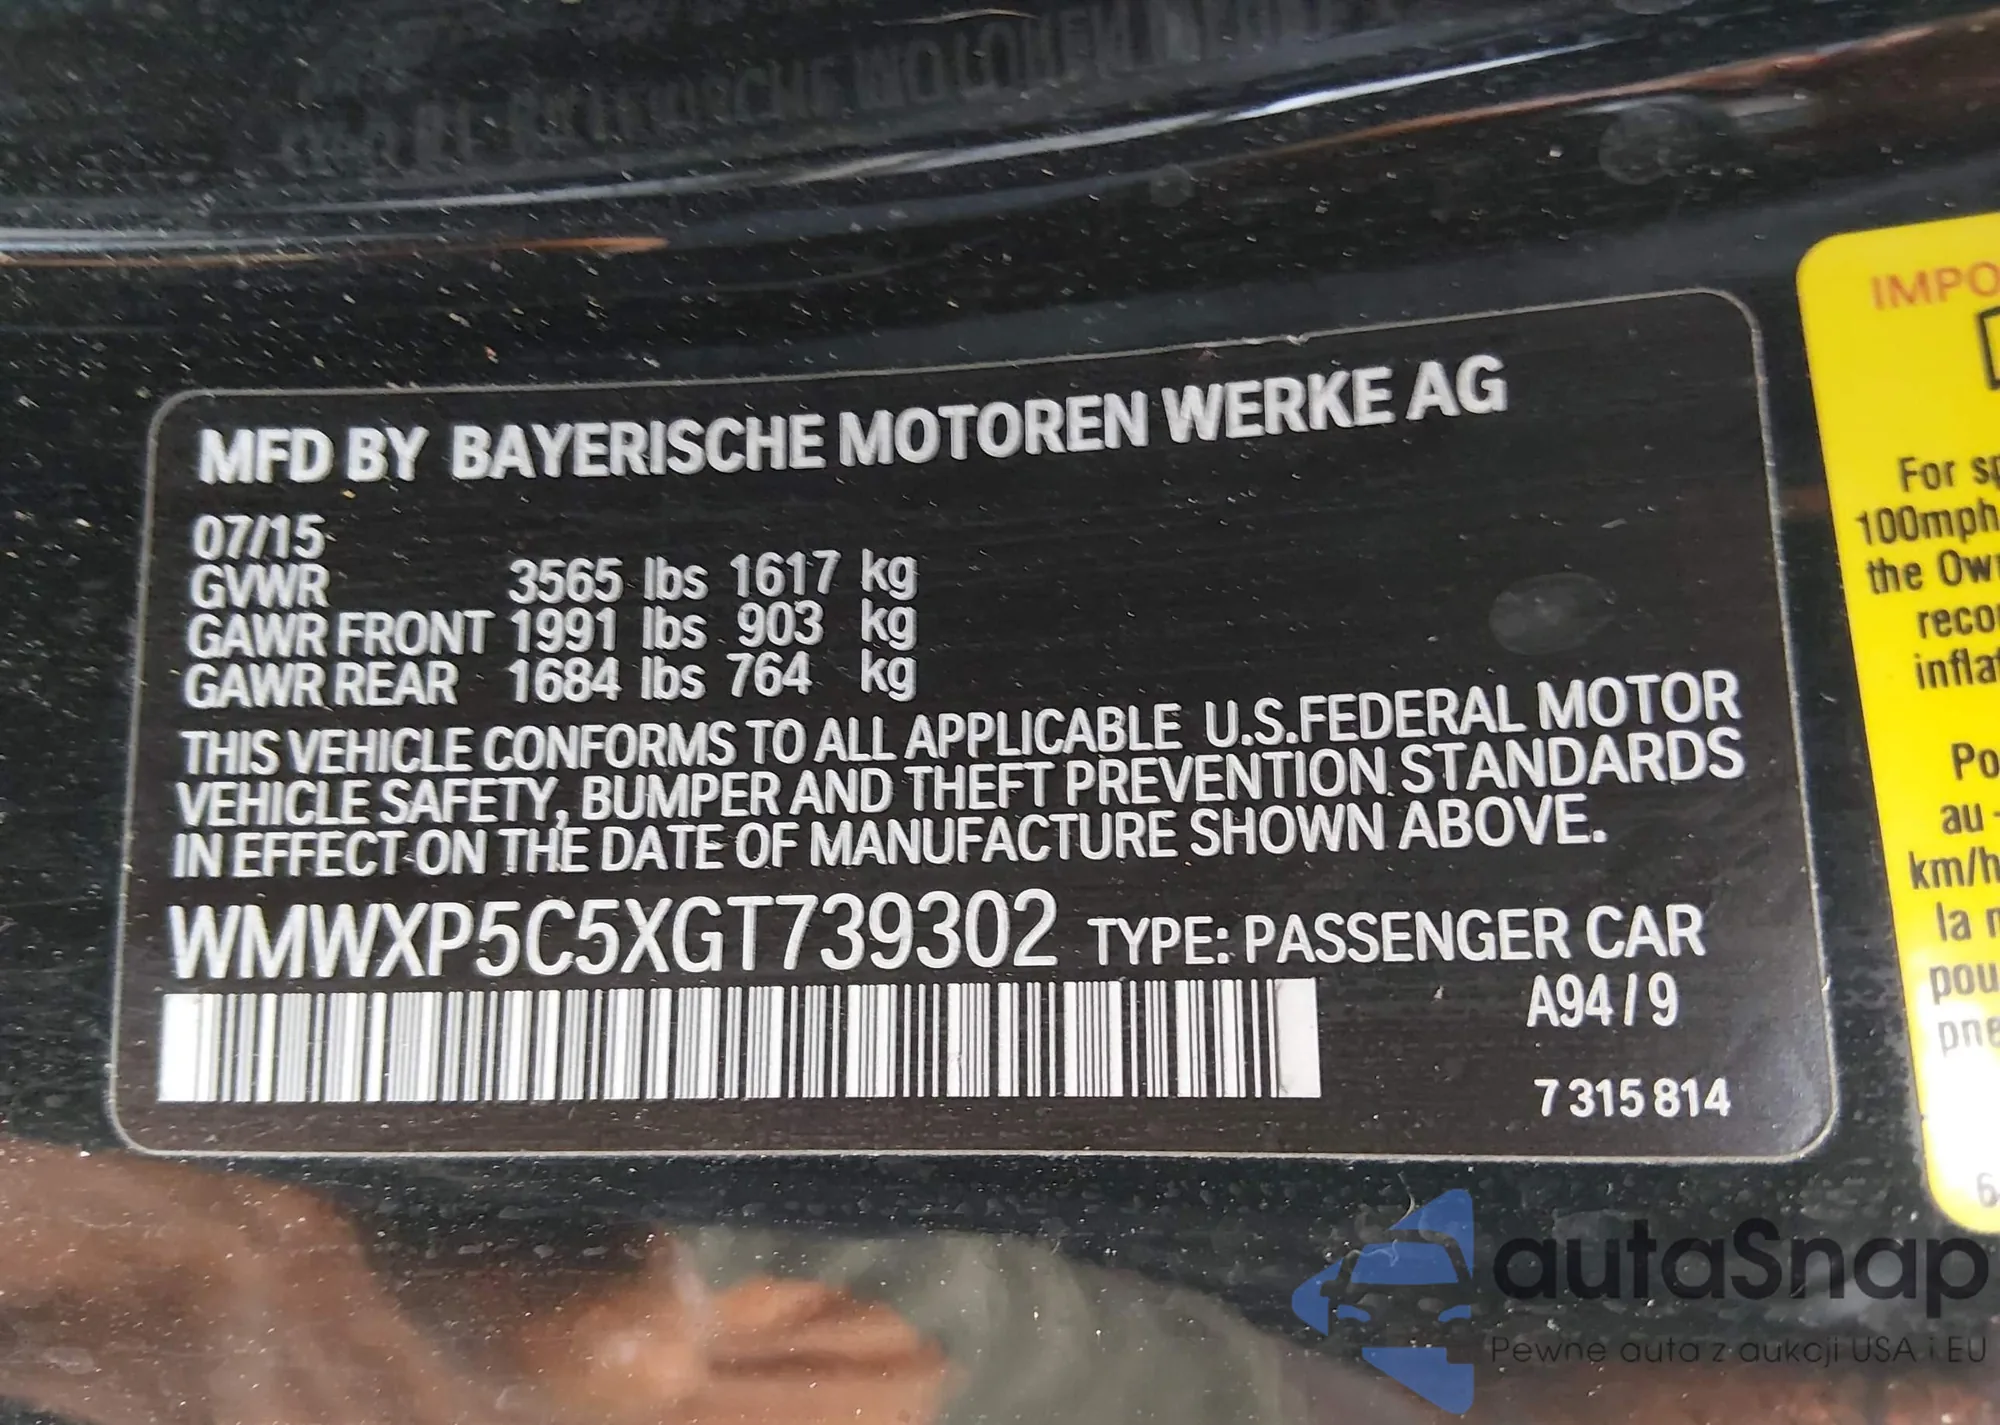 MFD BY BAYERISCHE MOTOREN WERKE AG
07/15
GVWR 3565 lbs 1617 kg
GAWR FRONT 1991 lbs 903 kg
GAWR REAR 1684 lbs 764 kg
THIS VEHICLE CONFORMS TO ALL APPLICABLE U.S.FEDERAL MOTOR
VEHICLE SAFETY, BUMPER AND THEFT PREVENTION STANDARDS
IN EFFECT ON THE DATE OF MANUFACTURE SHOWN ABOVE.
WMWXP5C5XGT739302 TYPE: PASSENGER CAR
A94/9
7 315 814
IMPO
For sp
100mph
the Own
recor
inflat
Po
au -
km/h
la
pou
pne
autaSnap
Pewne auta z aukcji USA i EU